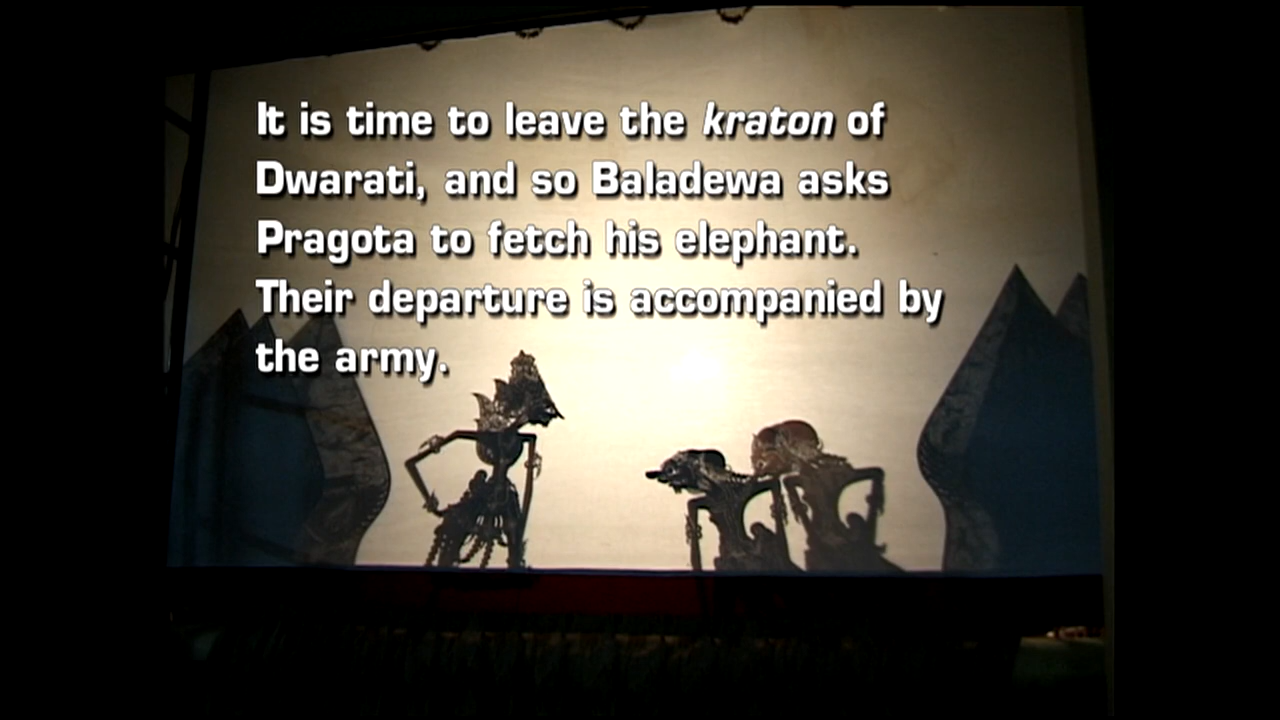 It is time to leave the kraton of
Dwarati, and so Baladewa asks
Pragota to fetch his elephant.
Their departure is accompanied by
the army.